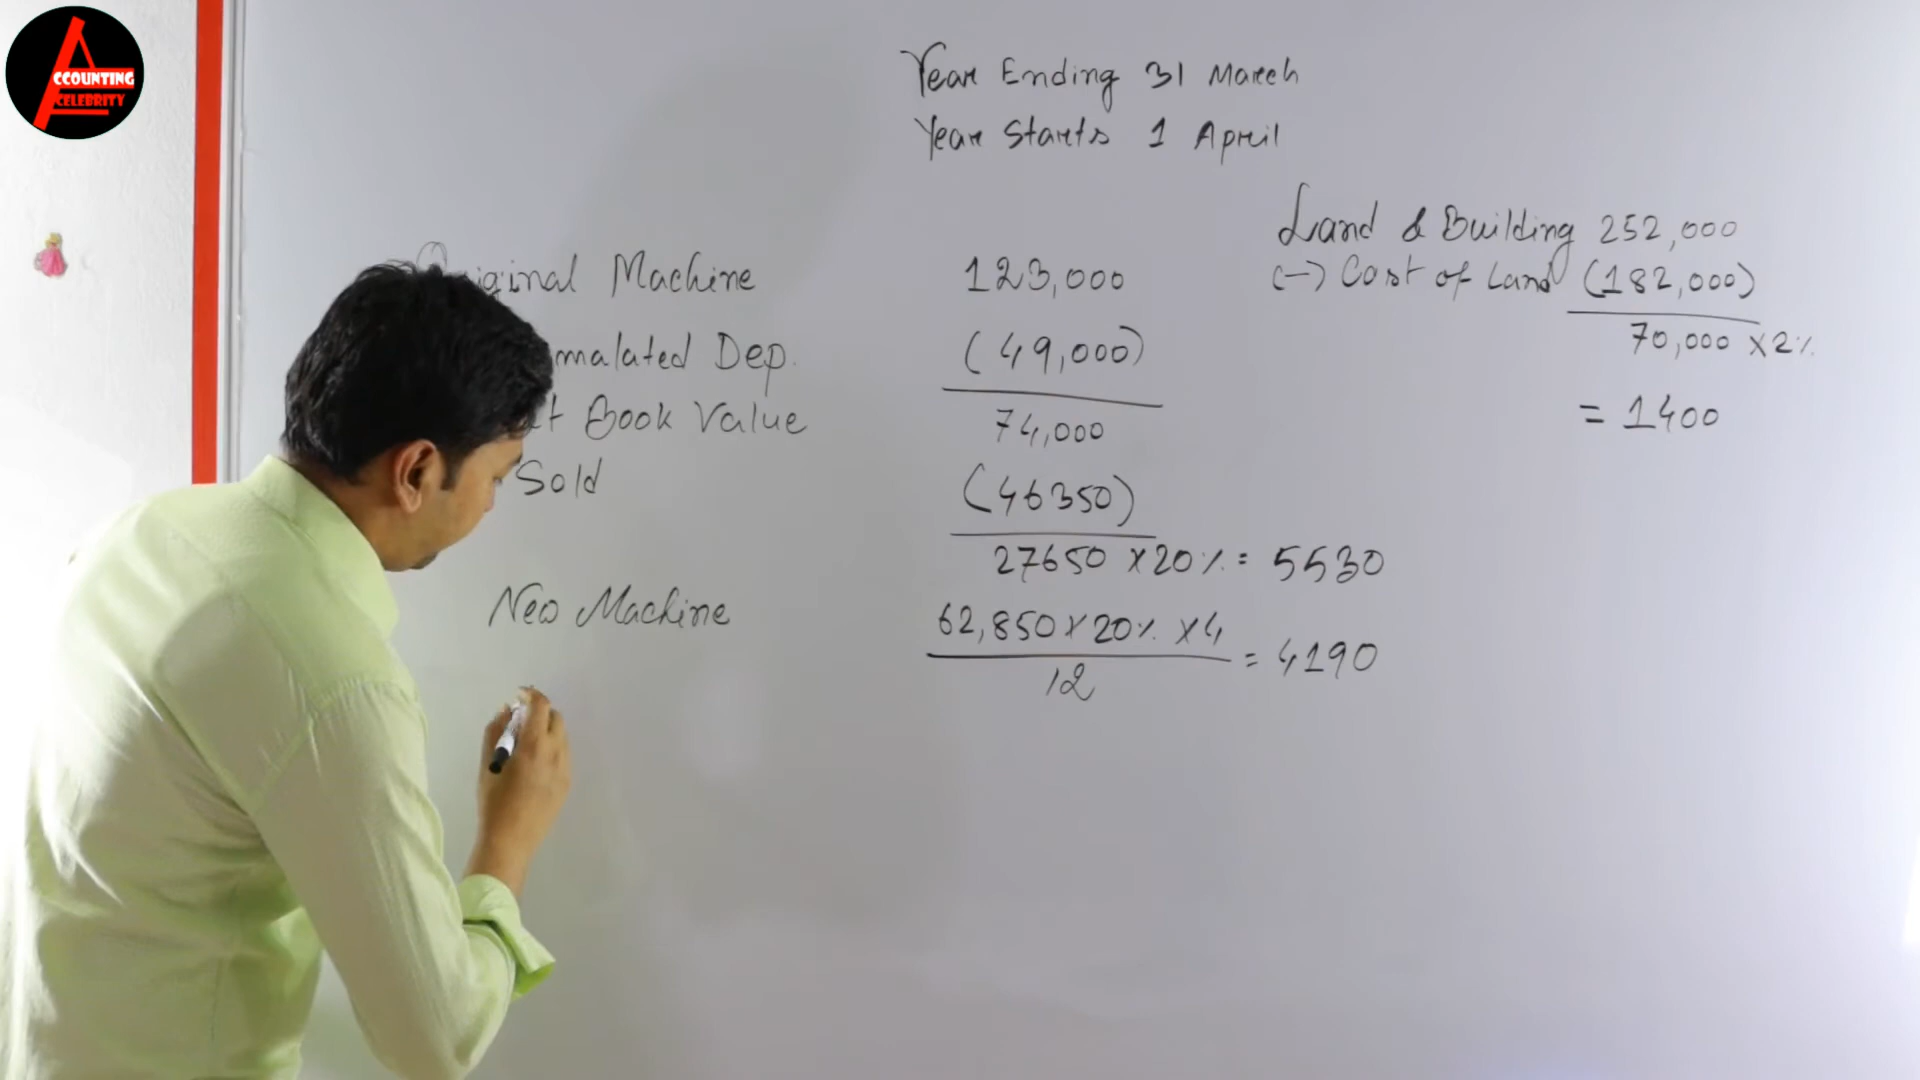 ACCOUNTING
CELEBRITY
Year Ending 31 March
Year Starts 1 April
Land & Building 252,000
(-) Cost of Land (182,000)
70,000 x 2%
= 1400
Original Machine 123,000
Dep. (49,000)
Book Value 74,000
Sold (46350)
27650 x 20% = 5530
New Machine 62,850 x 20% x 4
12
= 4190